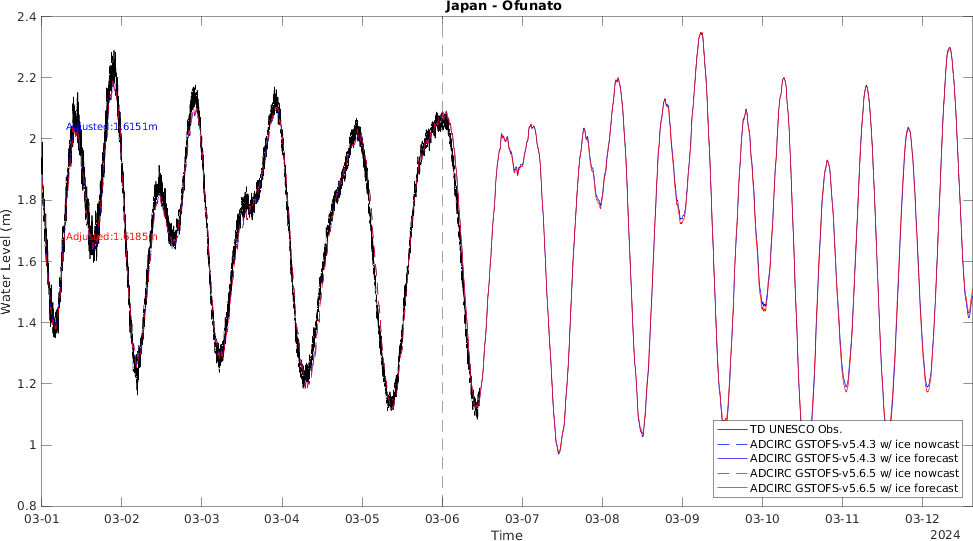 Japan - Ofunato
2.4
2.2
2
1.8
1.6
1.4
1.2
1
0.8
Water Level (m)
Adjusted:1.6151m
Adjusted:1.6185m
TD UNESCO Obs.
ADCIRC GSTOFS-v5.4.3 w/ ice nowcast
ADCIRC GSTOFS-v5.4.3 w/ ice forecast
ADCIRC GSTOFS-v5.6.5 w/ ice nowcast
ADCIRC GSTOFS-v5.6.5 w/ ice forecast
03-01 03-02 03-03 03-04 03-05 03-06 03-07 03-08 03-09 03-10 03-11 03-12
Time
2024